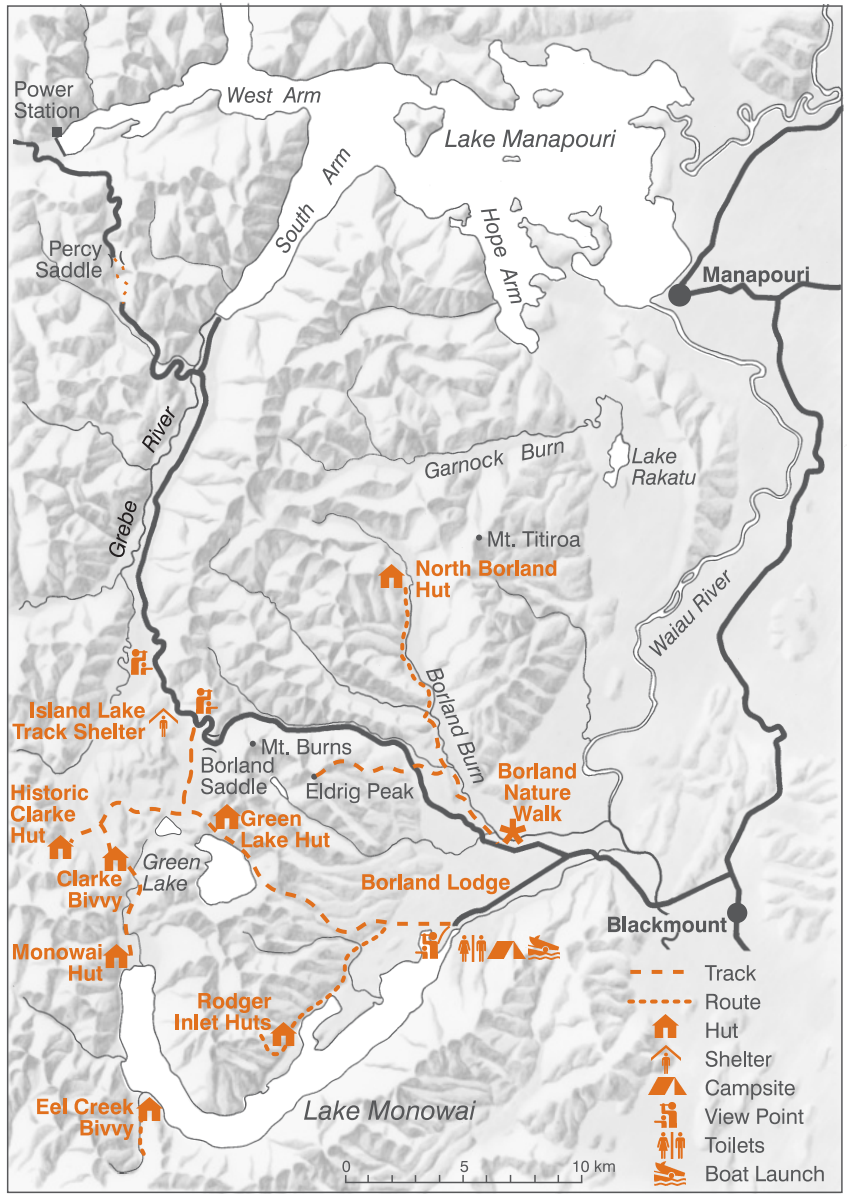 Power
Station
West Arm
Lake Manapouri
South Arm
Hope Arm
Percy
Saddle
Manapouri
Grebe River
Garnock Burn
Lake
Rakatu
Mt. Titiroa
North Borland
Hut
Waiau River
Borland Burn
Island Lake
Track Shelter
Mt. Burns
Borland
Saddle
Eldrig Peak
Borland
Nature
Walk
Historic
Clarke
Hut
Green
Lake Hut
Clarke
Bivvy
Green
Lake
Borland Lodge
Blackmount
Monowai
Hut
Rodger
Inlet Huts
Eel Creek
Bivvy
Lake Monowai
Track
Route
Hut
Shelter
Campsite
View Point
Toilets
Boat Launch
0 5 10 km